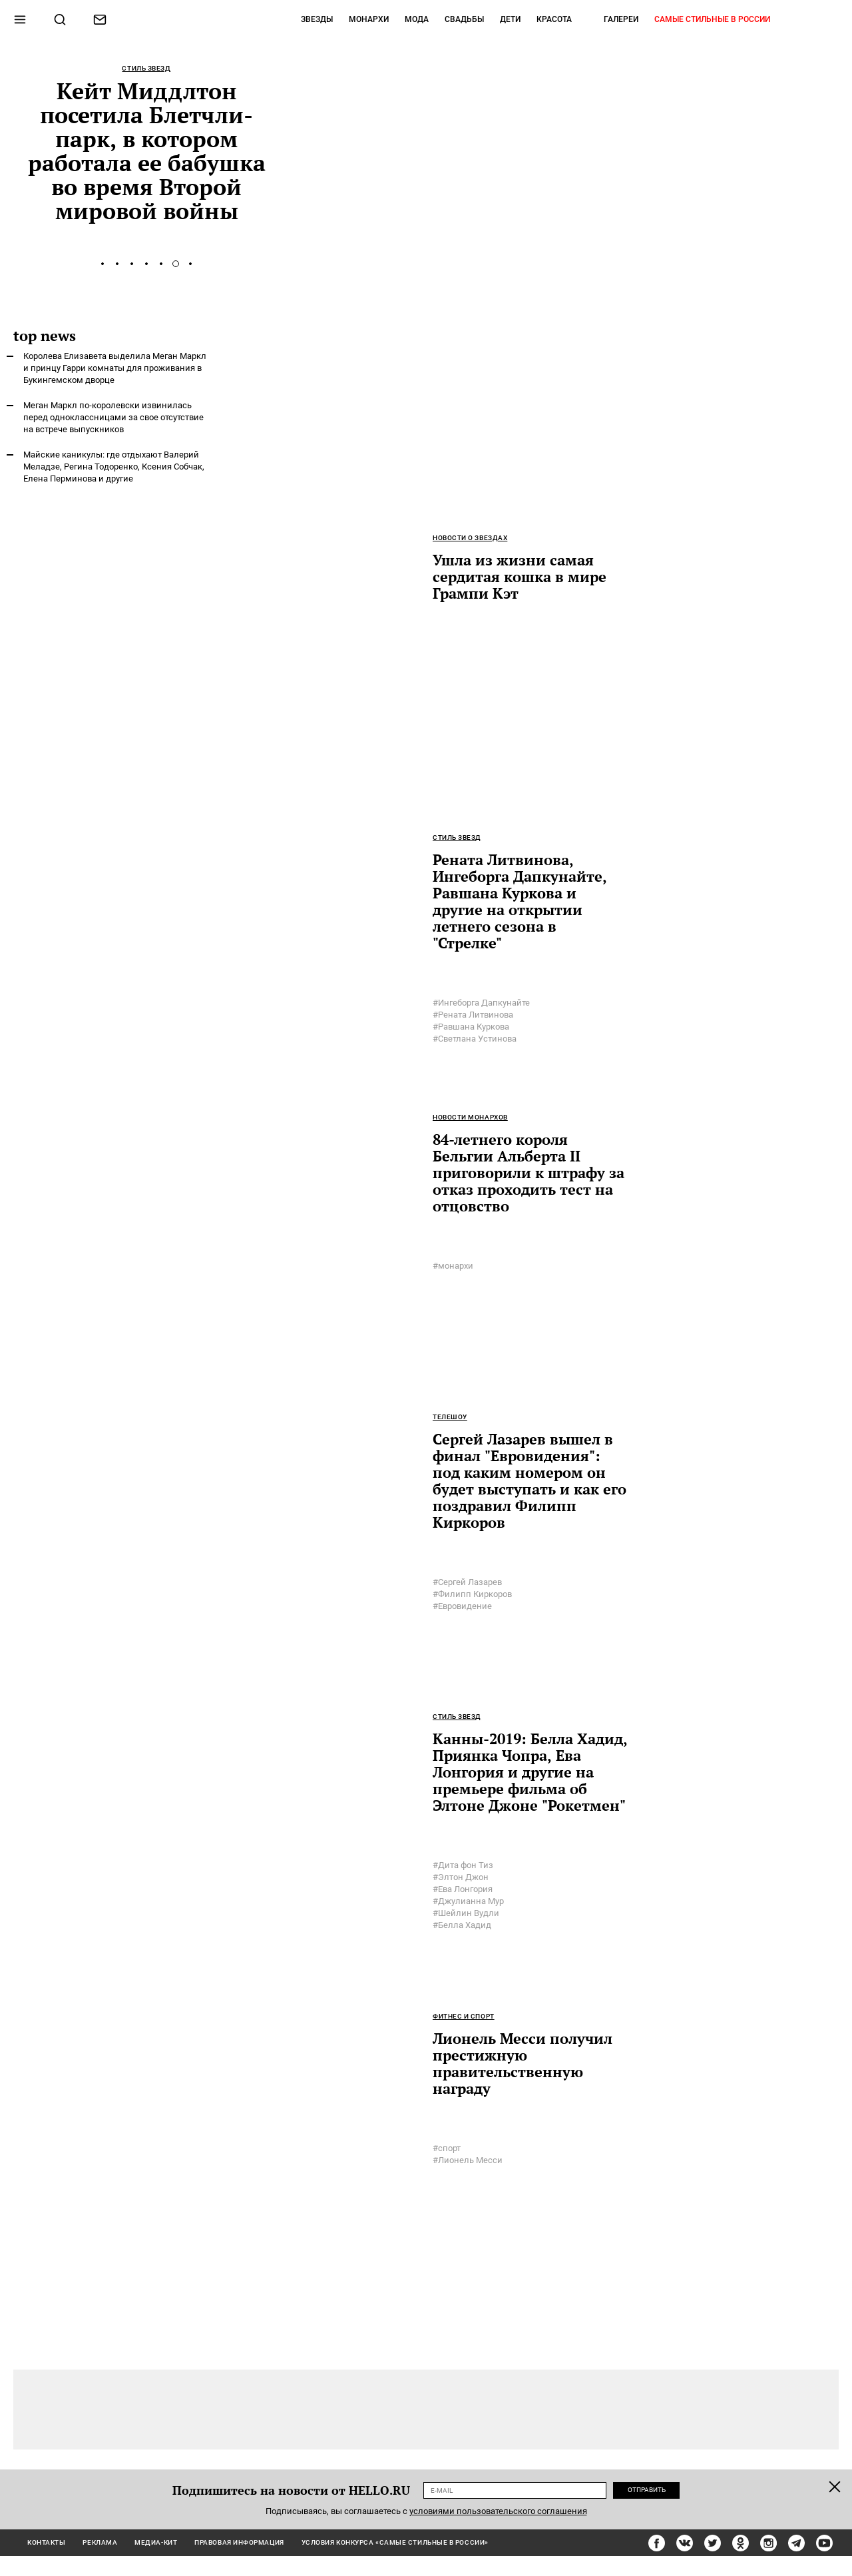 ЗВЕЗДЫ МОНАРХИ МОДА СВАДЬБЫ ДЕТИ КРАСОТА ГАЛЕРЕИ САМЫЕ СТИЛЬНЫЕ В РОССИИ
СТИЛЬ ЗВЕЗД
Кейт Миддлтон
посетила Блетчли-
парк, в котором
работала ее бабушка
во время Второй
мировой войны
top news
Королева Елизавета выделила Меган Маркл
и принцу Гарри комнаты для проживания в
Букингемском дворце
Меган Маркл по-королевски извинилась
перед одноклассницами за свое отсутствие
на встрече выпускников
Майские каникулы: где отдыхают Валерий
Меладзе, Регина Тодоренко, Ксения Собчак,
Елена Перминова и другие
НОВОСТИ О ЗВЕЗДАХ
Ушла из жизни самая
сердитая кошка в мире
Грампи Кэт
СТИЛЬ ЗВЕЗД
Рената Литвинова,
Ингеборга Дапкунайте,
Равшана Куркова и
другие на открытии
летнего сезона в
"Стрелке"
#Ингеборга Дапкунайте
#Рената Литвинова
#Равшана Куркова
#Светлана Устинова
НОВОСТИ МОНАРХОВ
84-летнего короля
Бельгии Альберта II
приговорили к штрафу за
отказ проходить тест на
отцовство
#монархи
ТЕЛЕШОУ
Сергей Лазарев вышел в
финал "Евровидения":
под каким номером он
будет выступать и как его
поздравил Филипп
Киркоров
#Сергей Лазарев
#Филипп Киркоров
#Евровидение
СТИЛЬ ЗВЕЗД
Канны-2019: Белла Хадид,
Приянка Чопра, Ева
Лонгория и другие на
премьере фильма об
Элтоне Джоне "Рокетмен"
#Дита фон Тиз
#Элтон Джон
#Ева Лонгория
#Джулианна Мур
#Шейлин Вудли
#Белла Хадид
ФИТНЕС И СПОРТ
Лионель Месси получил
престижную
правительственную
награду
#спорт
#Лионель Месси
Подпишитесь на новости от HELLO.RU E-MAIL ОТПРАВИТЬ
Подписываясь, вы соглашаетесь с условиями пользовательского соглашения
КОНТАКТЫ РЕКЛАМА МЕДИА-КИТ ПРАВОВАЯ ИНФОРМАЦИЯ УСЛОВИЯ КОНКУРСА «САМЫЕ СТИЛЬНЫЕ В РОССИИ»